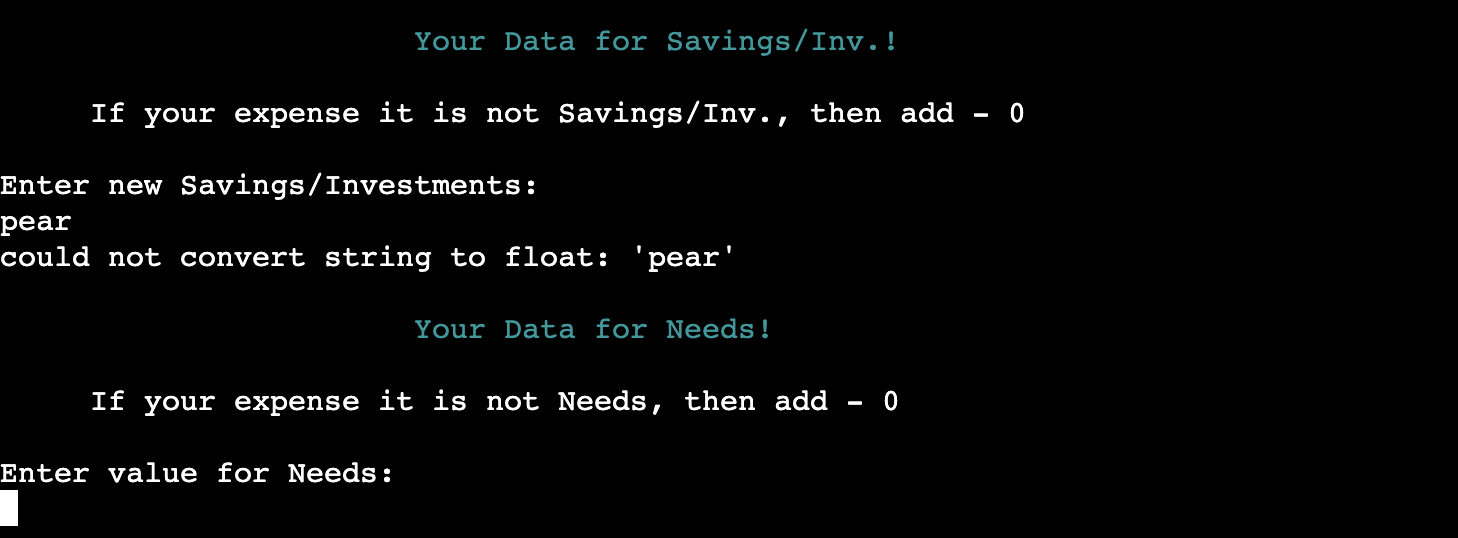 Your Data for Savings/Inv.!
If your expense it is not Savings/Inv., then add - 0
Enter new Savings/Investments:
pear
could not convert string to float: 'pear'
Your Data for Needs!
If your expense it is not Needs, then add - 0
Enter value for Needs: